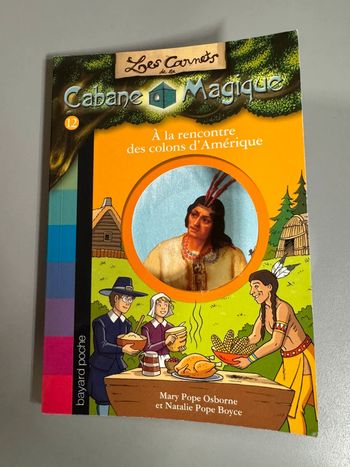 Les Carnets
de la
Cabane Magique
12
À la rencontre
des colons d'Amérique
bayard poche
Mary Pope Osborne
et Natalie Pope Boyce